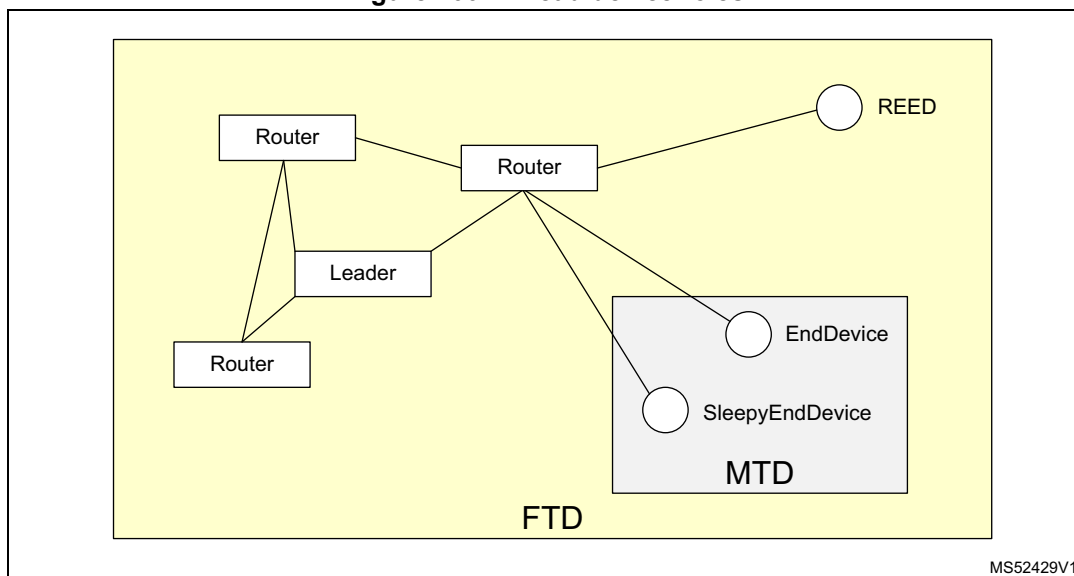 REED
Router
Router
Leader
EndDevice
Router
SleepyEndDevice
MTD
FTD
MS52429V1